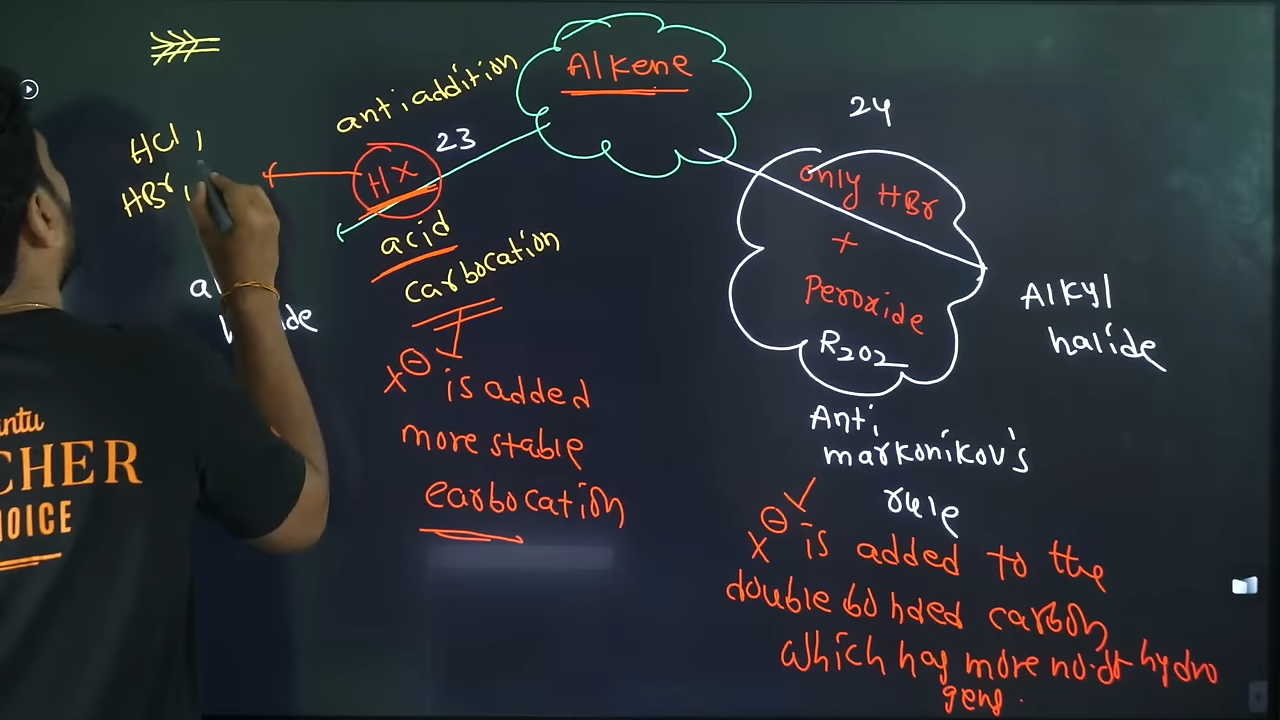 Alkene
anti addition
23
HCl,
HBr,
HX
acid
carbocation
X⊖ is added
more stable
carbocation
24
only HBr
+
Peroxide
R2O2
Alkyl
halide
Anti
markonikov's
rule
X⊖ is added to the
double bonded carbon
which has more no. of hydro
gens.
CHER
OICE